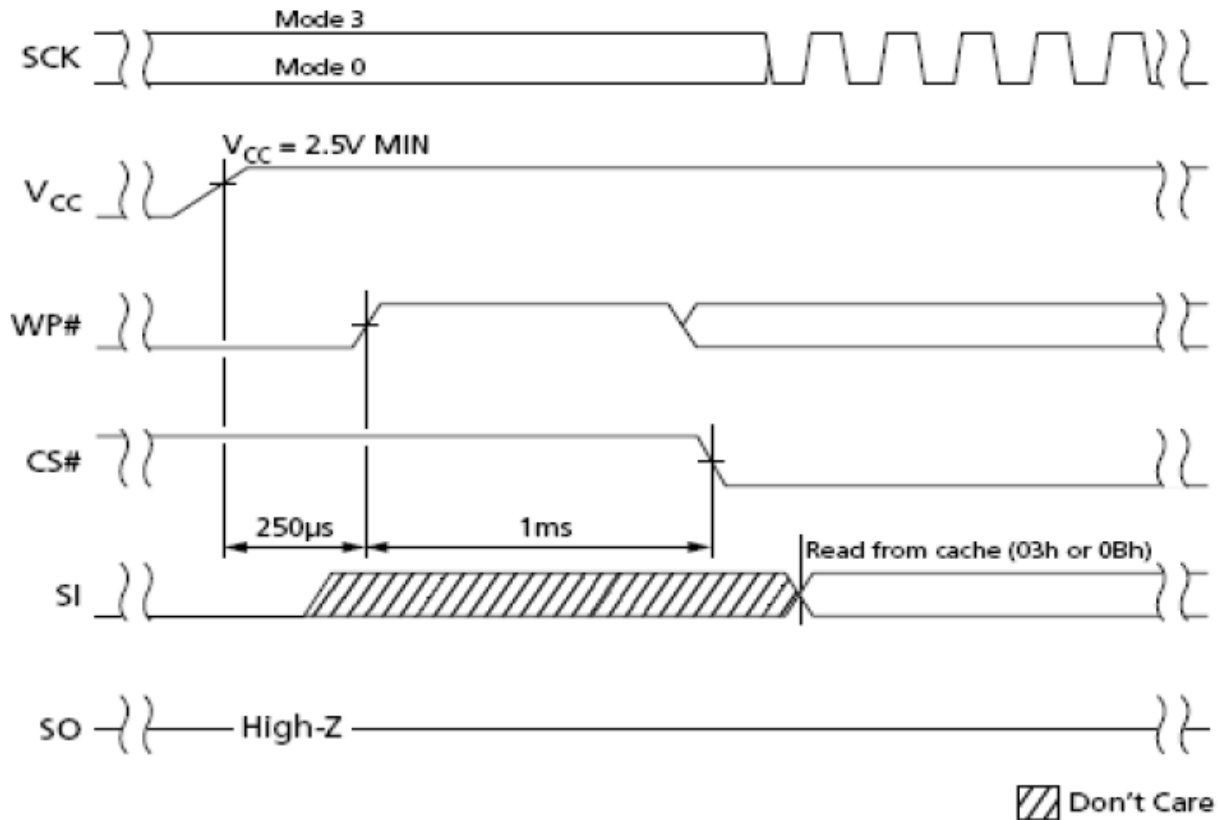 Mode 3
SCK
Mode 0
VCC = 2.5V MIN
VCC
WP#
CS#
250µs
1ms
Read from cache (03h or 0Bh)
SI
SO
High-Z
Don't Care